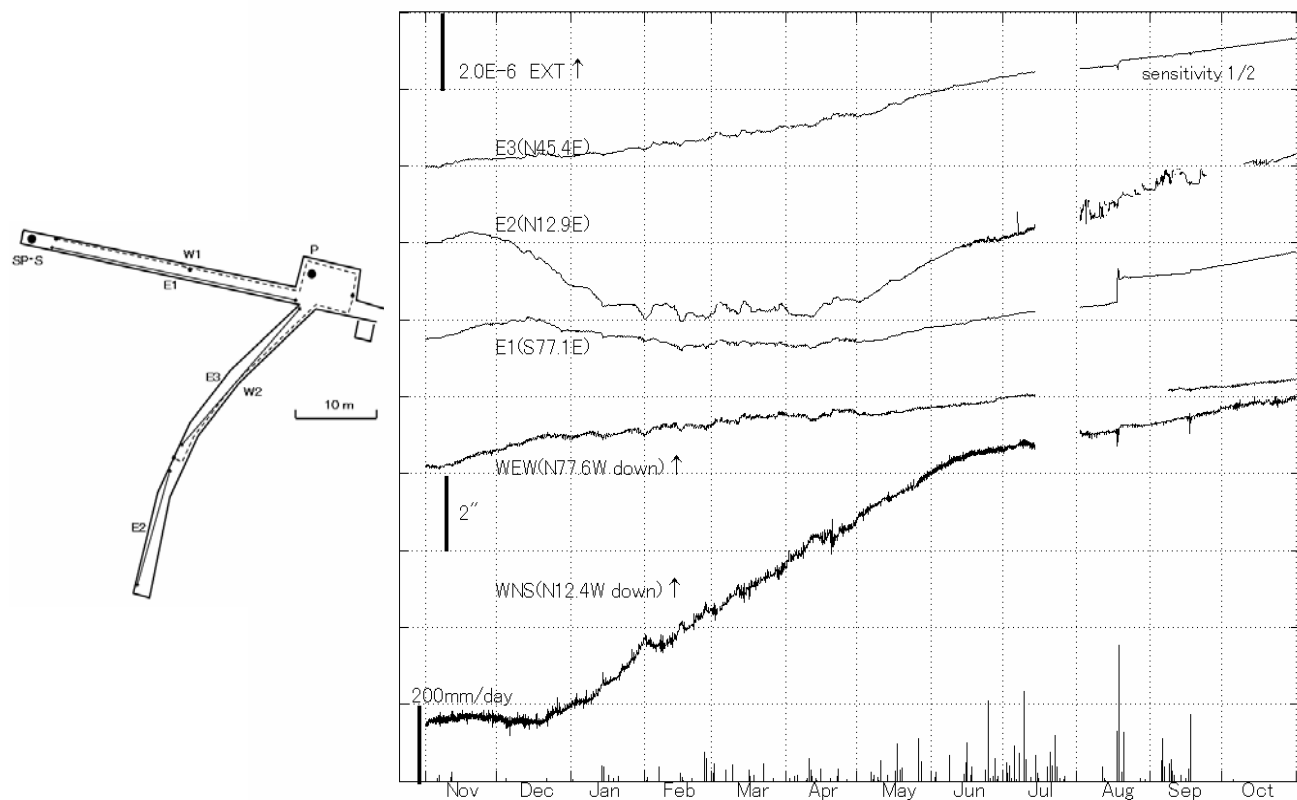 SP·S
W1
E1
P
E3
W2
10 m
E2
2.0E-6 EXT ↑
sensitivity 1/2
E3(N45.4E)
E2(N12.9E)
E1(S77.1E)
WEW(N77.6W down) ↑
2″
WNS(N12.4W down) ↑
200mm/day
Nov Dec Jan Feb Mar Apr May Jun Jul Aug Sep Oct